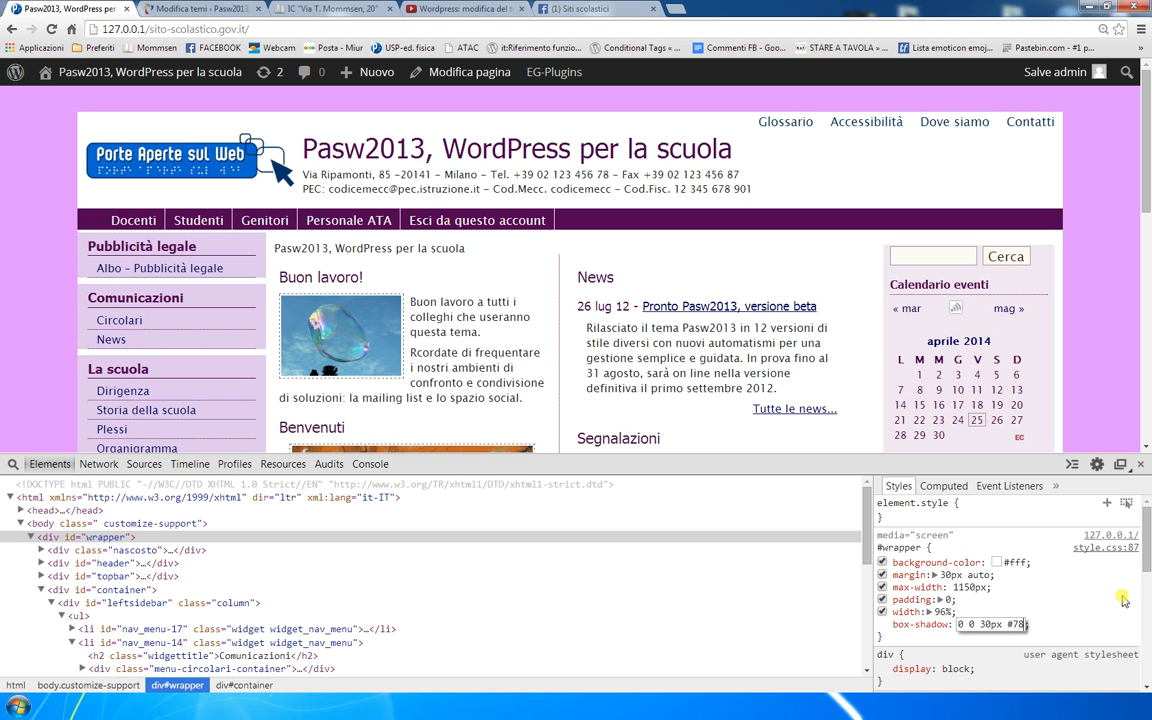 Pasw2013, WordPress pe
Modifica temi ‹ Pasw2013,
IC "Via T. Mommsen, 20"
Wordpress: modifica del t
Siti scolastici
127.0.0.1/sito-scolastico.gov.it/
Applicazioni Preferiti Mommsen FACEBOOK Webcam Posta - Miur USP-ed. fisica ATAC it:Riferimento funzio... Conditional Tags «... Commenti FB - Goo... STARE A TAVOLA »... Lista emoticon emoj... Pastebin.com - #1 p...
Pasw2013, WordPress per la scuola 2 0 Nuovo Modifica pagina EG-Plugins Salve admin
Glossario Accessibilità Dove siamo Contatti
Porte Aperte sul Web
Pasw2013, WordPress per la scuola
Via Ripamonti, 85 -20141 - Milano - Tel. +39 02 123 456 78 - Fax +39 02 123 456 87
PEC: codicemecc@pec.istruzione.it - Cod.Mecc. codicemecc - Cod.Fisc. 12 345 678 901
Docenti Studenti Genitori Personale ATA Esci da questo account
Pubblicità legale
Albo - Pubblicità legale
Comunicazioni
Circolari
News
La scuola
Dirigenza
Storia della scuola
Plessi
Organigramma
Pasw2013, WordPress per la scuola
Buon lavoro!
Buon lavoro a tutti i
colleghi che useranno
questa tema.
Rcordate di frequentare
i nostri ambienti di
confronto e condivisione
di soluzioni: la mailing list e lo spazio social.
Benvenuti
News
26 lug 12 - Pronto Pasw2013, versione beta
Rilasciato il tema Pasw2013 in 12 versioni di
stile diversi con nuovi automatismi per una
gestione semplice e guidata. In prova fino al
31 agosto, sarà on line nella versione
definitiva il primo settembre 2012.
Tutte le news...
Segnalazioni
Cerca
Calendario eventi
« mar mag »
aprile 2014
L M M G V S D
1 2 3 4 5 6
7 8 9 10 11 12 13
14 15 16 17 18 19 20
21 22 23 24 25 26 27
28 29 30 EC
Elements Network Sources Timeline Profiles Resources Audits Console
<!DOCTYPE html PUBLIC "-//W3C//DTD XHTML 1.0 Strict//EN" "http://www.w3.org/TR/xhtml1/DTD/xhtml1-strict.dtd">
<html xmlns="http://www.w3.org/1999/xhtml" dir="ltr" xml:lang="it-IT">
<head>…</head>
<body class=" customize-support">
<div id="wrapper">
<div class="nascosto">…</div>
<div id="header">…</div>
<div id="topbar">…</div>
<div id="container">
<div id="leftsidebar" class="column">
<ul>
<li id="nav_menu-17" class="widget widget_nav_menu">…</li>
<li id="nav_menu-14" class="widget widget_nav_menu">
<h2 class="widgettitle">Comunicazioni</h2>
<div class="menu-circolari-container">…</div>
html body.customize-support div#wrapper div#container
Styles Computed Event Listeners »
element.style {
}
media="screen" 127.0.0.1/
#wrapper { style.css:87
background-color: #fff;
margin: 30px auto;
max-width: 1150px;
padding: 0;
width: 96%;
box-shadow: 0 0 30px #78;
}
div { user agent stylesheet
display: block;
}